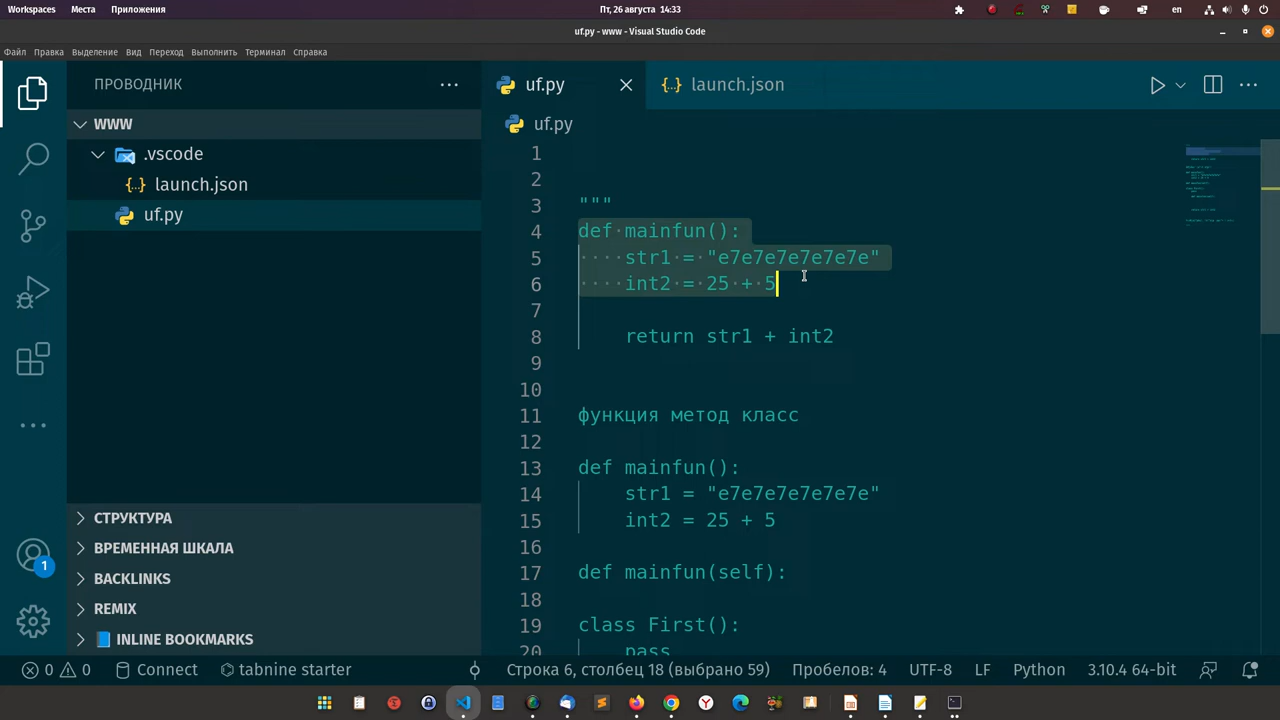 Workspaces Места Приложения Пт, 26 августа 14:33 en
uf.py - www - Visual Studio Code
Файл Правка Выделение Вид Переход Выполнить Терминал Справка
ПРОВОДНИК
WWW
.vscode
launch.json
uf.py
СТРУКТУРА
ВРЕМЕННАЯ ШКАЛА
BACKLINKS
REMIX
INLINE BOOKMARKS
1
uf.py launch.json
uf.py
1
2
3 """
4 def mainfun():
5 str1 = "e7e7e7e7e7e7e"
6 int2 = 25 + 5
7
8 return str1 + int2
9
10
11 функция метод класс
12
13 def mainfun():
14 str1 = "e7e7e7e7e7e7e"
15 int2 = 25 + 5
16
17 def mainfun(self):
18
19 class First():
20 pass
0 0 Connect tabnine starter Строка 6, столбец 18 (выбрано 59) Пробелов: 4 UTF-8 LF Python 3.10.4 64-bit